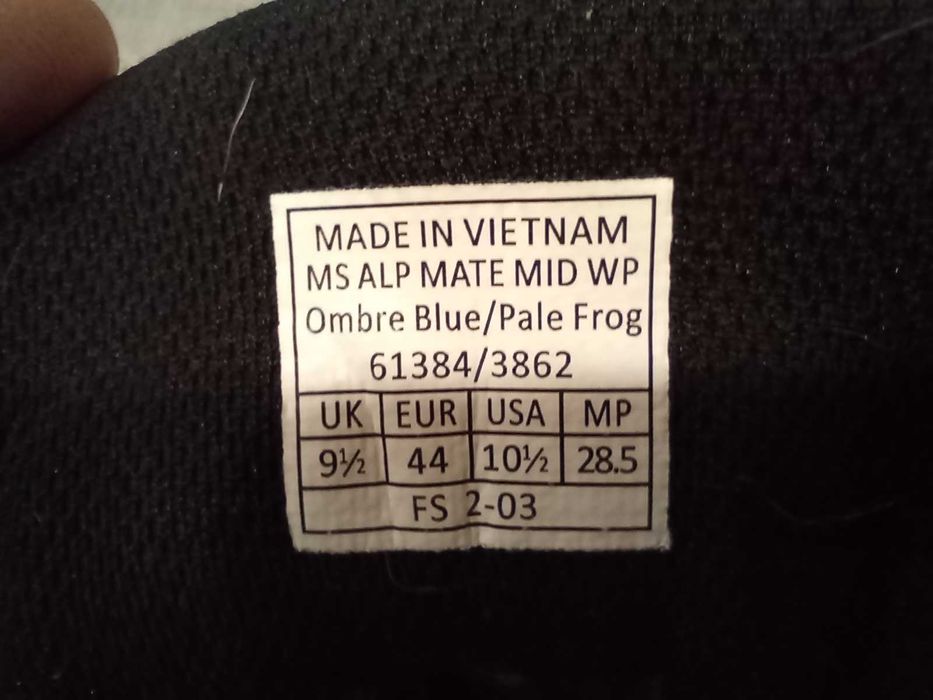 MADE IN VIETNAM
MS ALP MATE MID WP
Ombre Blue/Pale Frog
61384/3862
UK EUR USA MP
9½ 44 10½ 28.5
FS 2-03